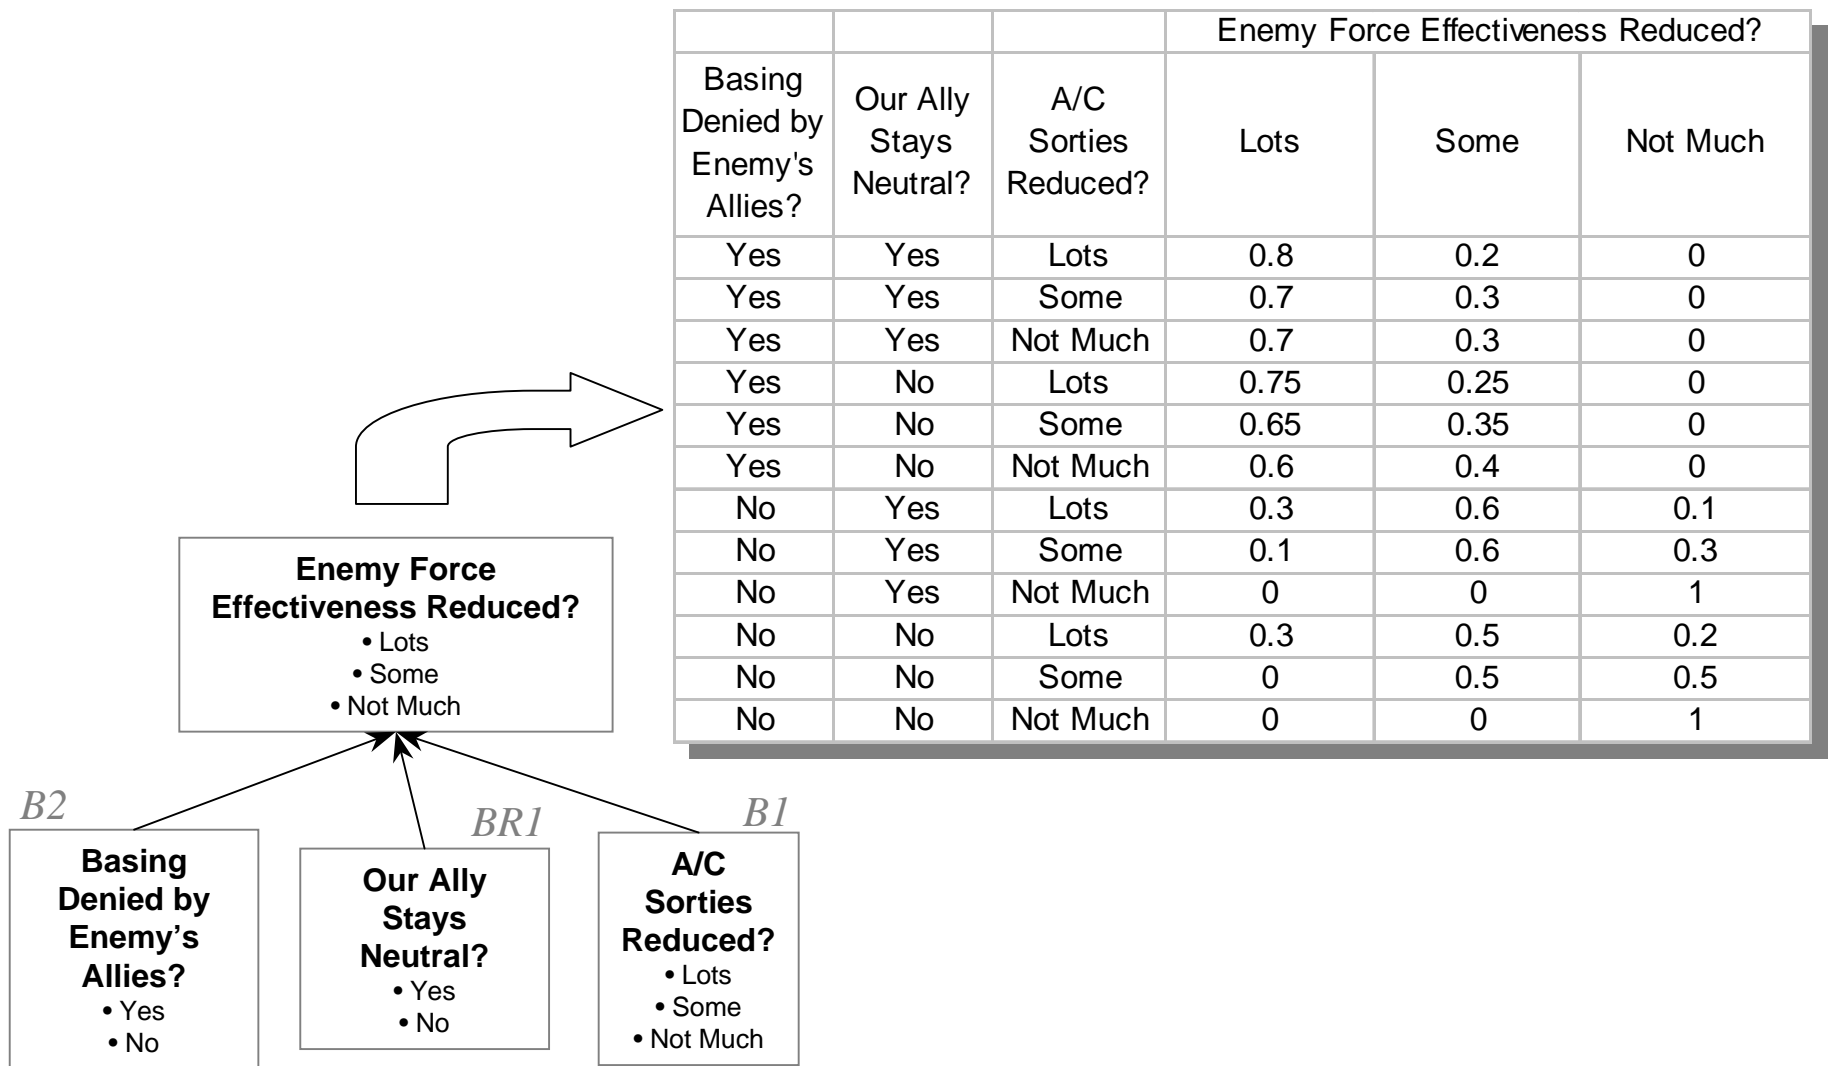 Enemy Force Effectiveness Reduced?
Basing Denied by Enemy's Allies? Our Ally Stays Neutral? A/C Sorties Reduced? Lots Some Not Much
Yes Yes Lots 0.8 0.2 0
Yes Yes Some 0.7 0.3 0
Yes Yes Not Much 0.7 0.3 0
Yes No Lots 0.75 0.25 0
Yes No Some 0.65 0.35 0
Yes No Not Much 0.6 0.4 0
No Yes Lots 0.3 0.6 0.1
No Yes Some 0.1 0.6 0.3
No Yes Not Much 0 0 1
No No Lots 0.3 0.5 0.2
No No Some 0 0.5 0.5
No No Not Much 0 0 1
Enemy Force
Effectiveness Reduced?
• Lots
• Some
• Not Much
B2
Basing
Denied by
Enemy’s
Allies?
• Yes
• No
BR1
Our Ally
Stays
Neutral?
• Yes
• No
B1
A/C
Sorties
Reduced?
• Lots
• Some
• Not Much